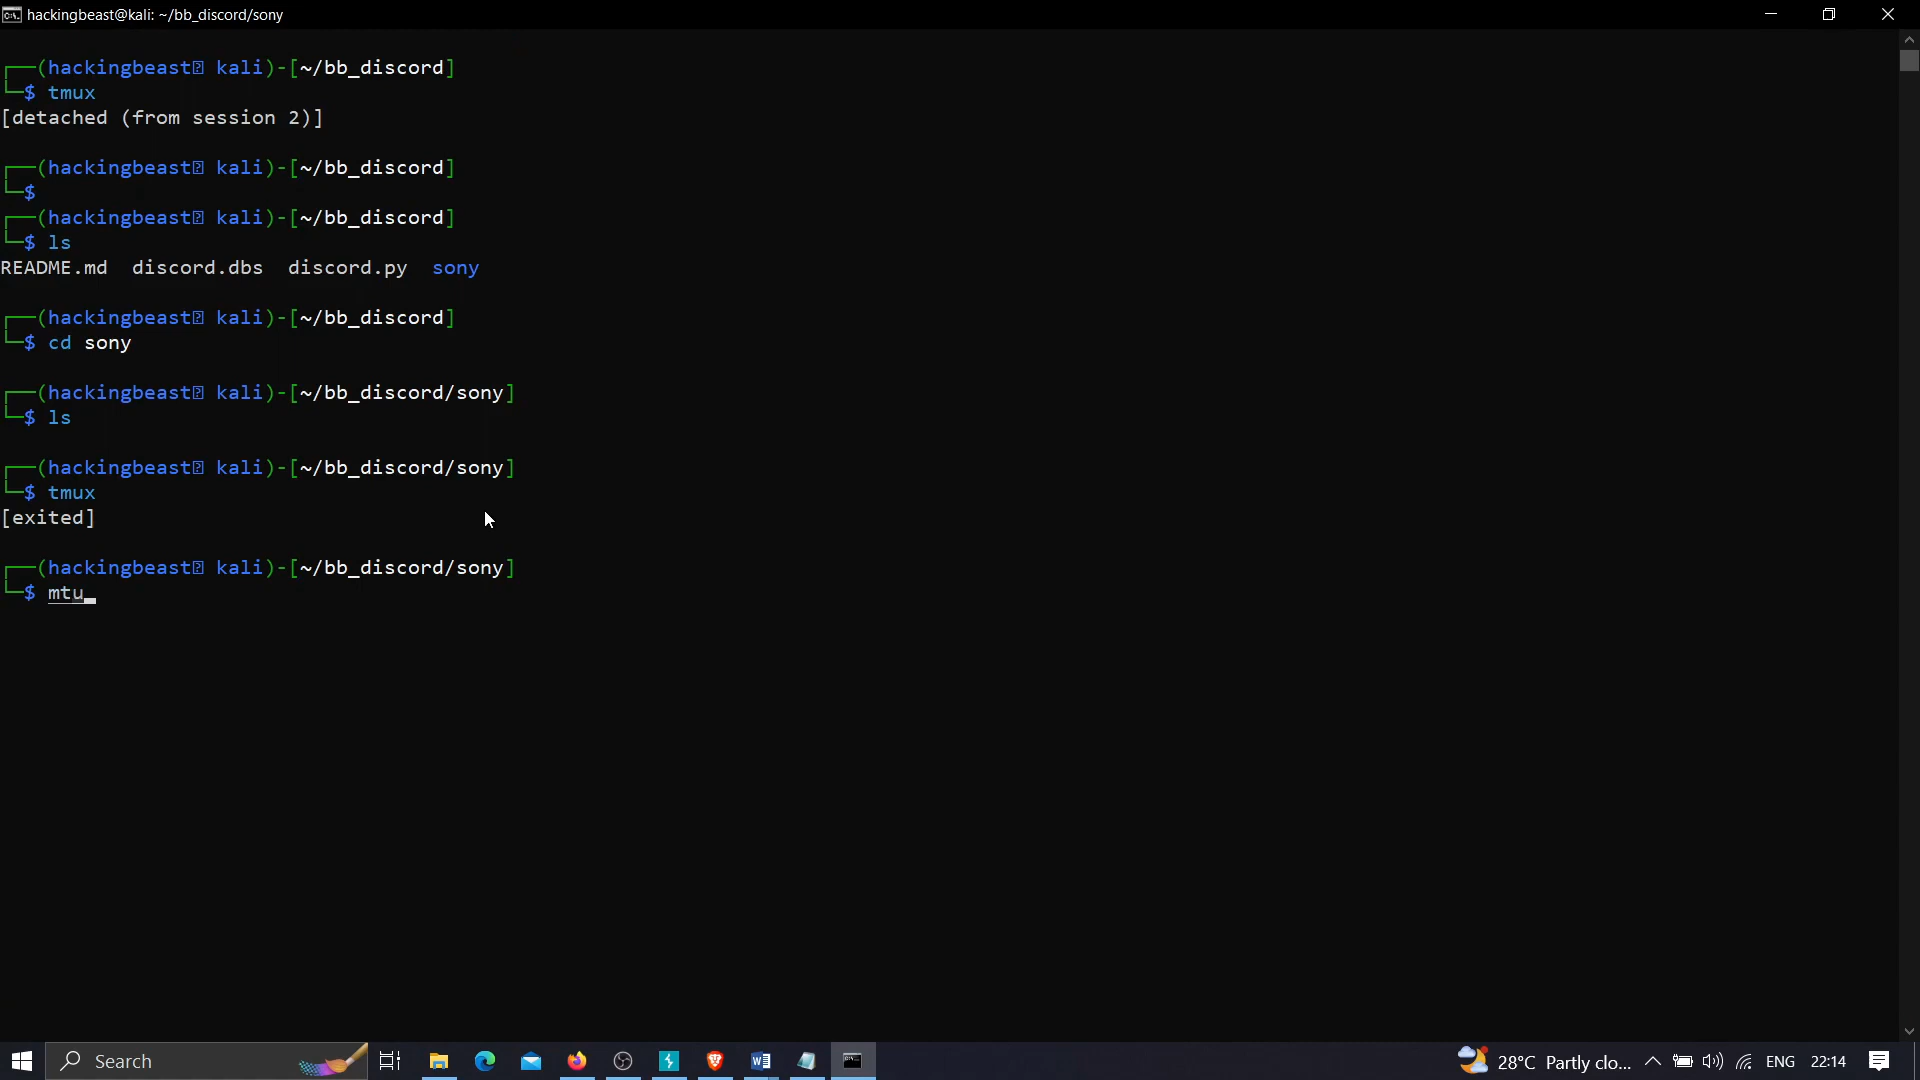 hackingbeast@kali: ~/bb_discord/sony
┌──(hackingbeast⍰ kali)-[~/bb_discord]
└─$ tmux
[detached (from session 2)]
┌──(hackingbeast⍰ kali)-[~/bb_discord]
└─$
┌──(hackingbeast⍰ kali)-[~/bb_discord]
└─$ ls
README.md  discord.dbs  discord.py  sony
┌──(hackingbeast⍰ kali)-[~/bb_discord]
└─$ cd sony
┌──(hackingbeast⍰ kali)-[~/bb_discord/sony]
└─$ ls
┌──(hackingbeast⍰ kali)-[~/bb_discord/sony]
└─$ tmux
[exited]
┌──(hackingbeast⍰ kali)-[~/bb_discord/sony]
└─$ mtu
Search
28°C Partly clo... ENG 22:14